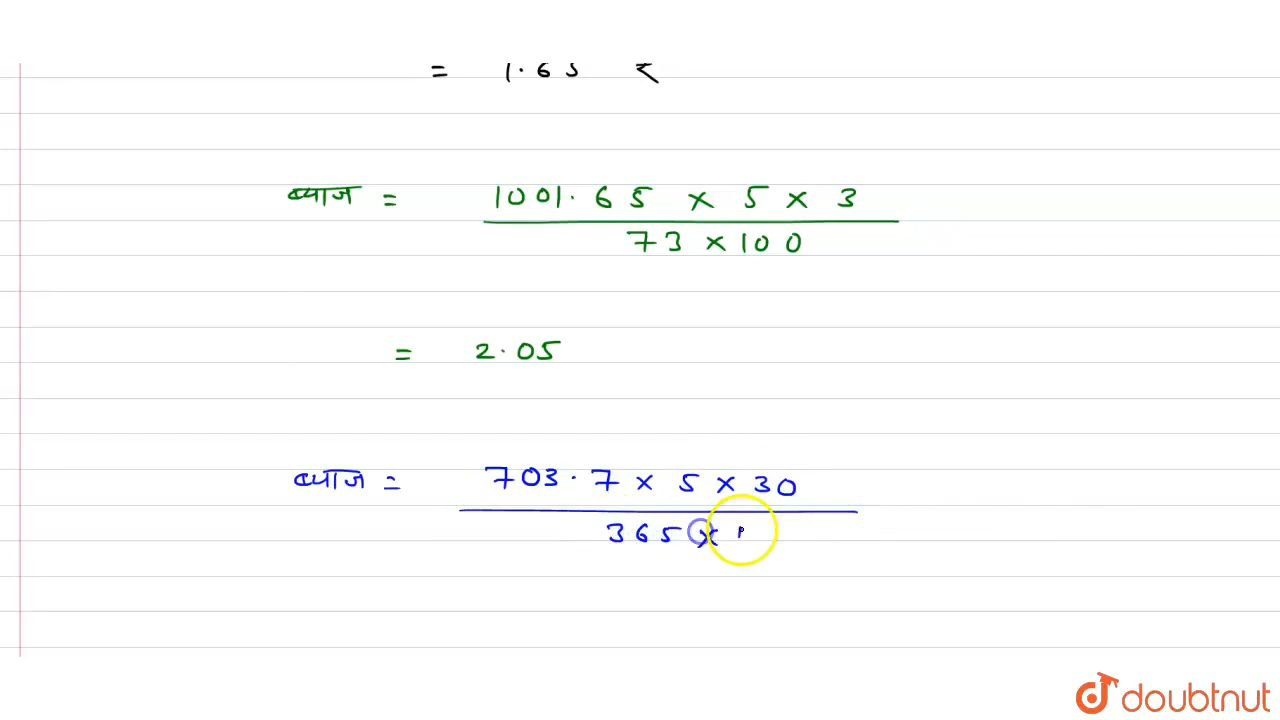 = 1.65 ₹
ब्याज = 1001.65 x 5 x 3
73 x 100
= 2.05
ब्याज = 703.7 x 5 x 30
365 x
doubtnut